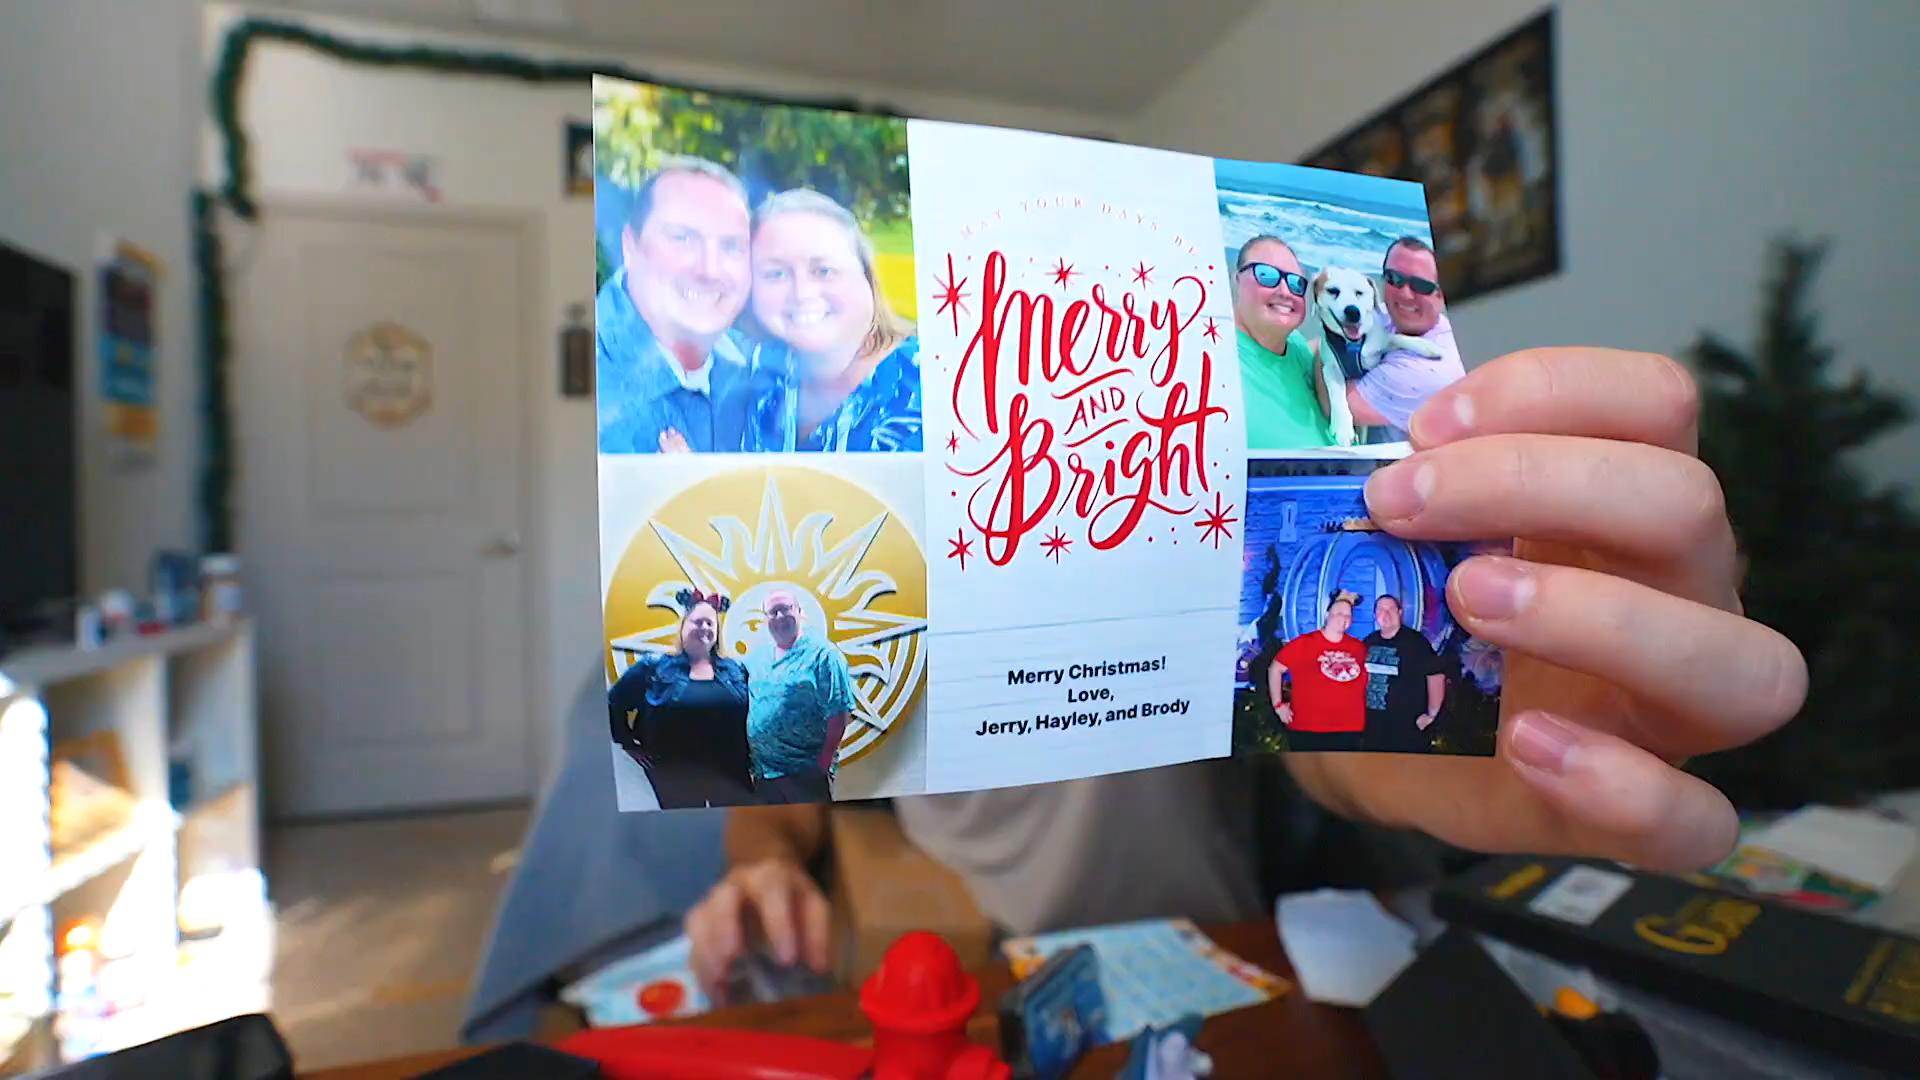 MAY YOUR DAYS BE
Merry
AND
Bright
Merry Christmas!
Love,
Jerry, Hayley, and Brody